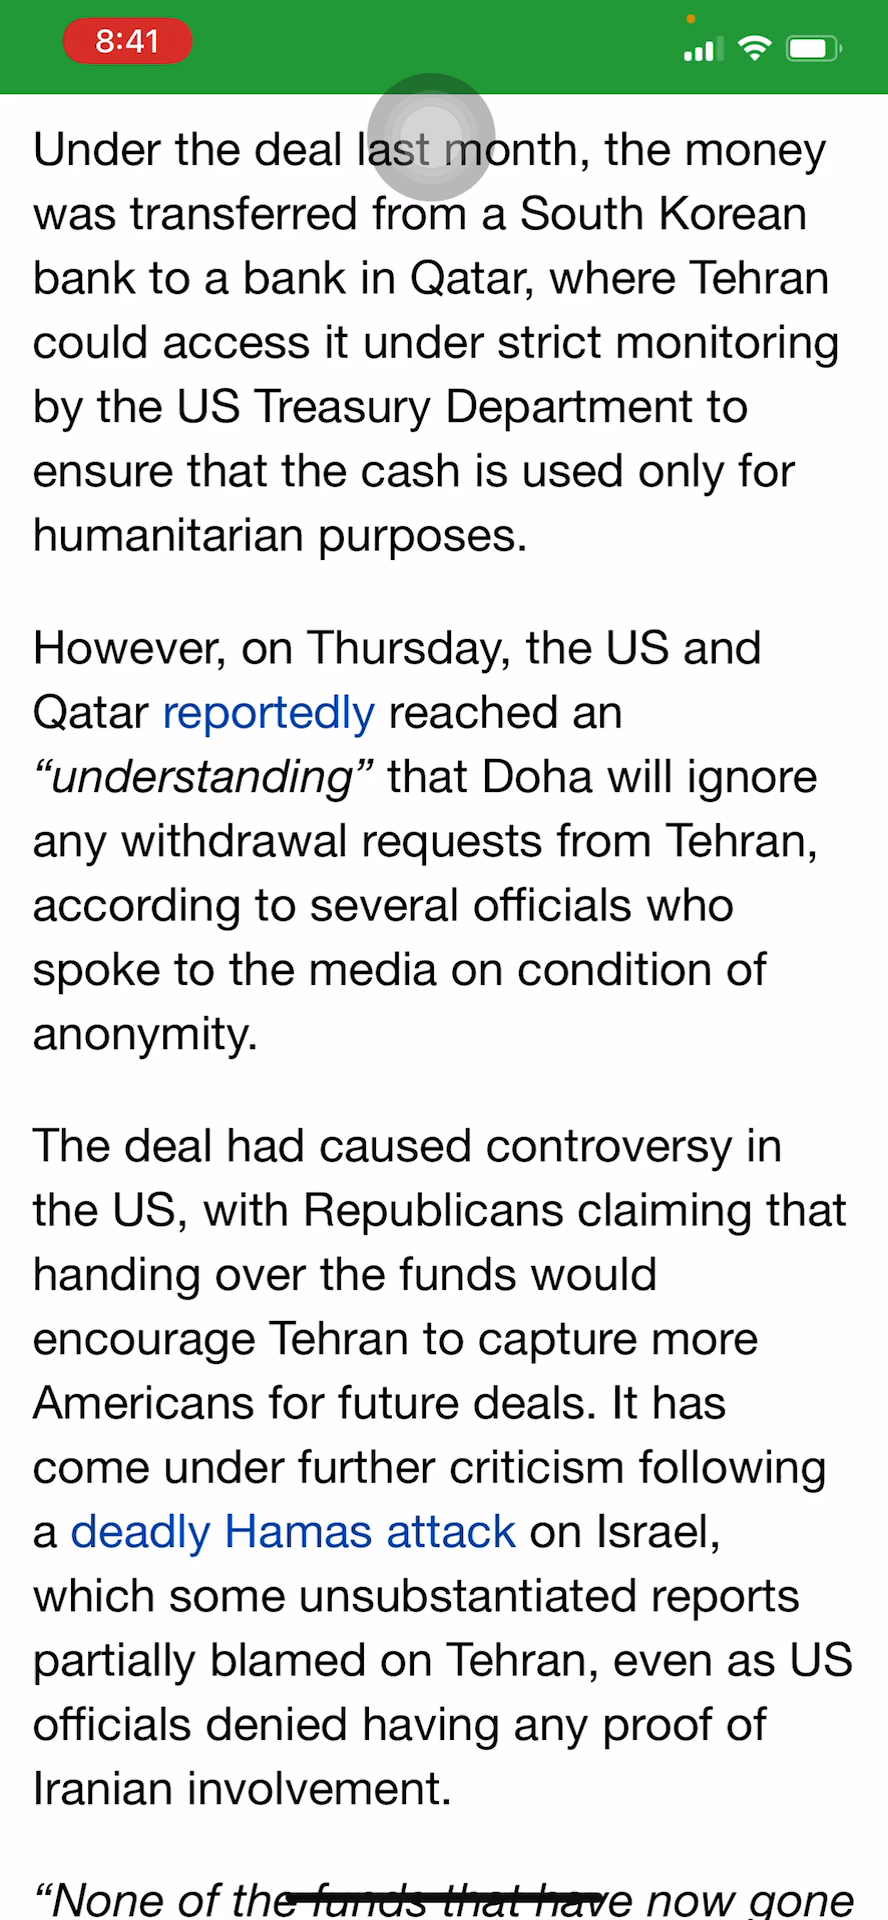 8:41
Under the deal last month, the money
was transferred from a South Korean
bank to a bank in Qatar, where Tehran
could access it under strict monitoring
by the US Treasury Department to
ensure that the cash is used only for
humanitarian purposes.
However, on Thursday, the US and
Qatar reportedly reached an
“understanding” that Doha will ignore
any withdrawal requests from Tehran,
according to several officials who
spoke to the media on condition of
anonymity.
The deal had caused controversy in
the US, with Republicans claiming that
handing over the funds would
encourage Tehran to capture more
Americans for future deals. It has
come under further criticism following
a deadly Hamas attack on Israel,
which some unsubstantiated reports
partially blamed on Tehran, even as US
officials denied having any proof of
Iranian involvement.
“None of the funds that have now gone